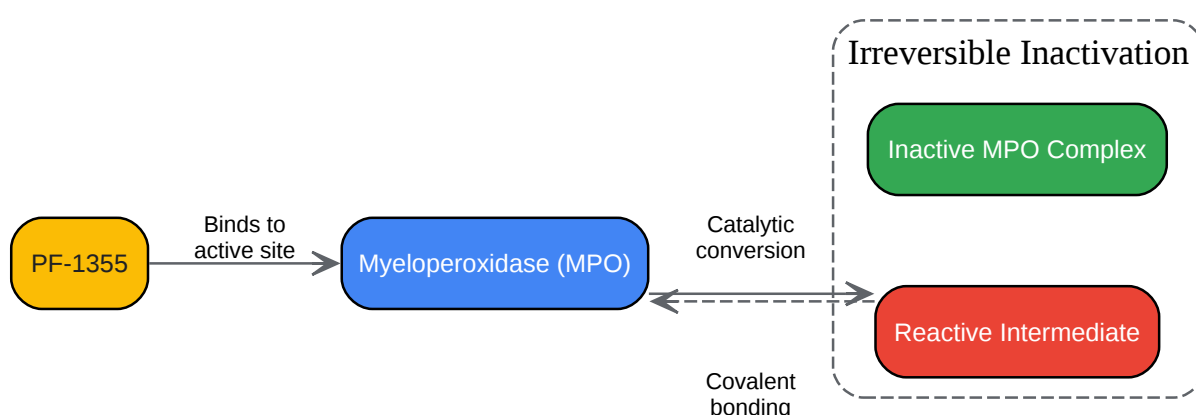 Irreversible Inactivation
Inactive MPO Complex
PF-1355
Binds to
active site
Myeloperoxidase (MPO)
Catalytic
conversion
Reactive Intermediate
Covalent
bonding